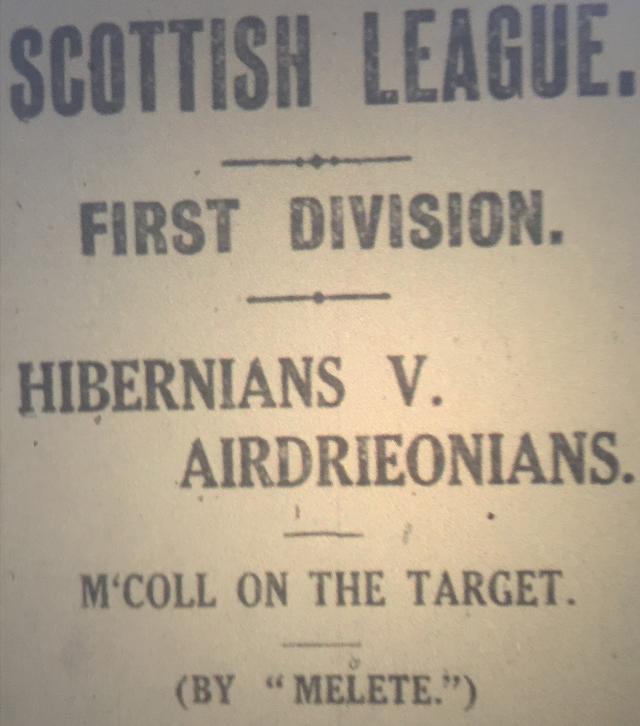 SCOTTISH LEAGUE.
FIRST DIVISION.
HIBERNIANS V.
AIRDRIEONIANS.
M‘COLL ON THE TARGET.
(BY “MELETE.”)